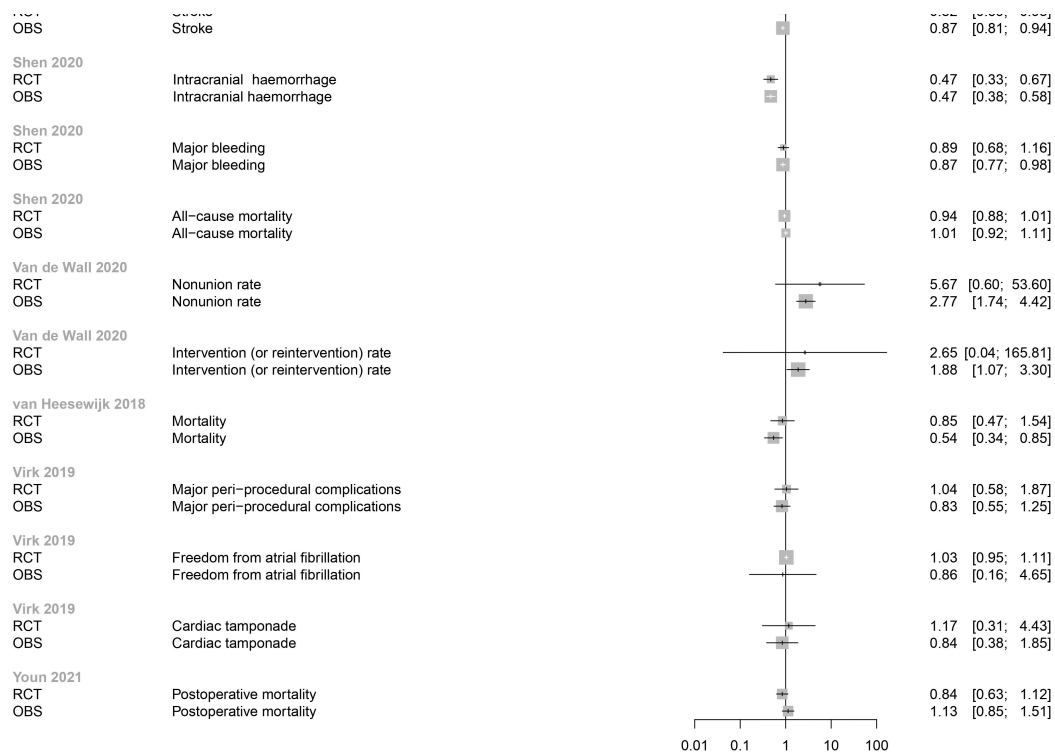 OBS Stroke 0.87 [0.81; 0.94]
Shen 2020
RCT Intracranial haemorrhage 0.47 [0.33; 0.67]
OBS Intracranial haemorrhage 0.47 [0.38; 0.58]
Shen 2020
RCT Major bleeding 0.89 [0.68; 1.16]
OBS Major bleeding 0.87 [0.77; 0.98]
Shen 2020
RCT All−cause mortality 0.94 [0.88; 1.01]
OBS All−cause mortality 1.01 [0.92; 1.11]
Van de Wall 2020
RCT Nonunion rate 5.67 [0.60; 53.60]
OBS Nonunion rate 2.77 [1.74; 4.42]
Van de Wall 2020
RCT Intervention (or reintervention) rate 2.65 [0.04; 165.81]
OBS Intervention (or reintervention) rate 1.88 [1.07; 3.30]
van Heesewijk 2018
RCT Mortality 0.85 [0.47; 1.54]
OBS Mortality 0.54 [0.34; 0.85]
Virk 2019
RCT Major peri−procedural complications 1.04 [0.58; 1.87]
OBS Major peri−procedural complications 0.83 [0.55; 1.25]
Virk 2019
RCT Freedom from atrial fibrillation 1.03 [0.95; 1.11]
OBS Freedom from atrial fibrillation 0.86 [0.16; 4.65]
Virk 2019
RCT Cardiac tamponade 1.17 [0.31; 4.43]
OBS Cardiac tamponade 0.84 [0.38; 1.85]
Youn 2021
RCT Postoperative mortality 0.84 [0.63; 1.12]
OBS Postoperative mortality 1.13 [0.85; 1.51]
0.01 0.1 1 10 100